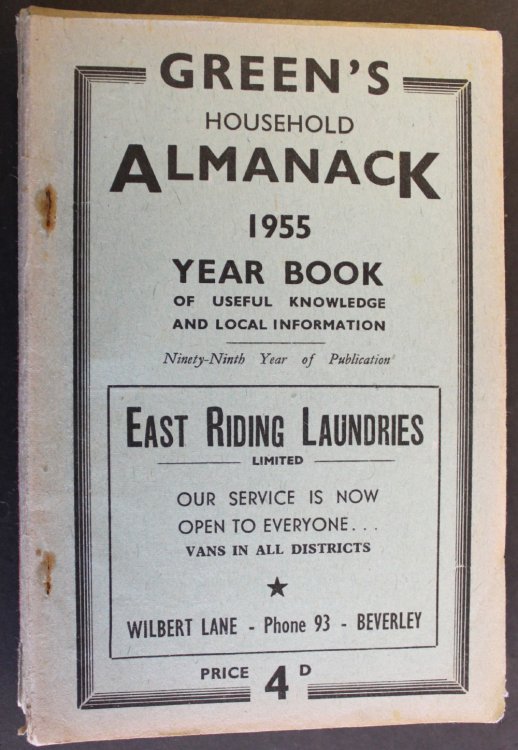 GREEN'S
HOUSEHOLD
ALMANACK
1955
YEAR BOOK
OF USEFUL KNOWLEDGE
AND LOCAL INFORMATION
Ninety-Ninth Year of Publication
EAST RIDING LAUNDRIES
LIMITED
OUR SERVICE IS NOW
OPEN TO EVERYONE...
VANS IN ALL DISTRICTS
WILBERT LANE - Phone 93 - BEVERLEY
PRICE 4D